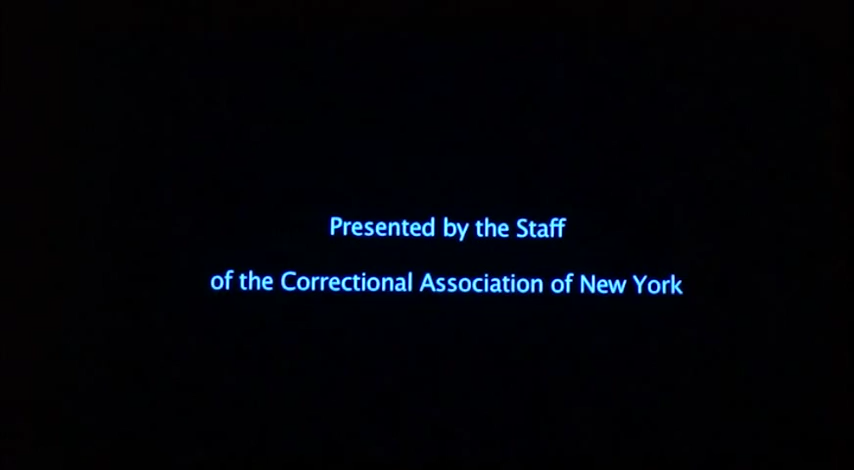 Presented by the Staff
of the Correctional Association of New York